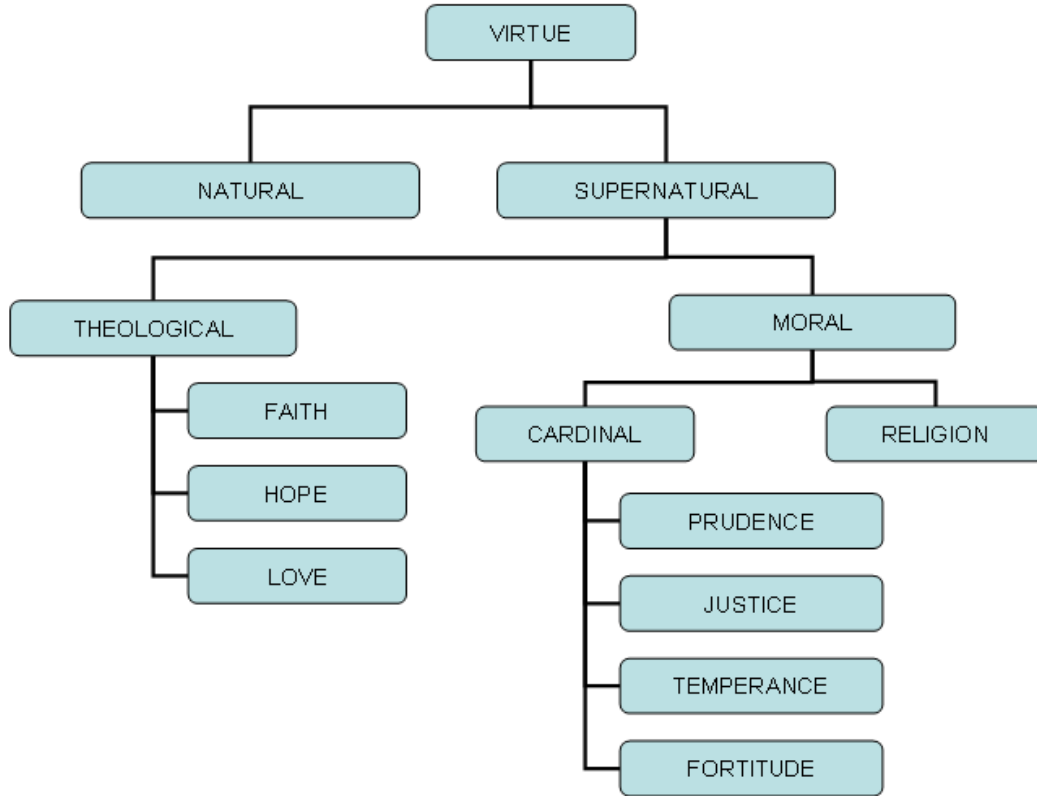 VIRTUE
NATURAL
SUPERNATURAL
THEOLOGICAL
MORAL
FAITH
HOPE
LOVE
CARDINAL
RELIGION
PRUDENCE
JUSTICE
TEMPERANCE
FORTITUDE